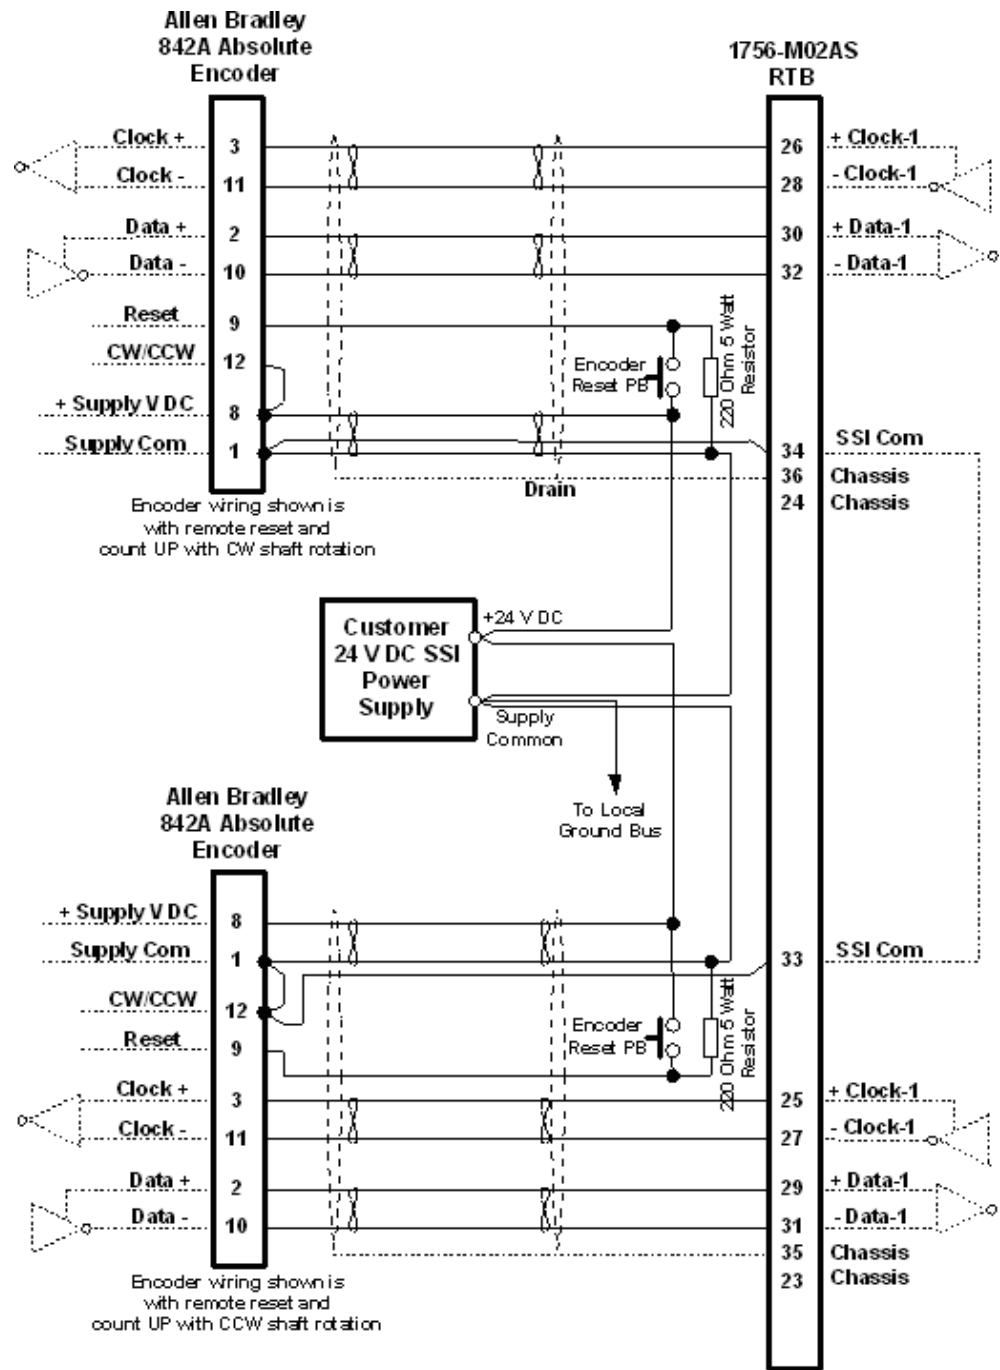 Allen Bradley
842A Absolute
Encoder
1756-M02AS
RTB
Clock + 3 26 + Clock-1
Clock - 11 28 - Clock-1
Data + 2 30 + Data-1
Data - 10 32 - Data-1
Reset 9
CW/CCW 12
Encoder
Reset PB
220 Ohm 5 Watt
Resistor
+ Supply V DC 8
Supply Com 1 34 SSI Com
36 Chassis
Drain
24 Chassis
Encoder wiring shown is
with remote reset and
count UP with CW shaft rotation
Customer
24 V DC SSI
Power
Supply
+24 V DC
Supply
Common
To Local
Ground Bus
Allen Bradley
842A Absolute
Encoder
+ Supply V DC 8
Supply Com 1 33 SSI Com
CW/CCW 12
Reset 9
Encoder
Reset PB
220 Ohm 5 Watt
Resistor
Clock + 3 25 + Clock-1
Clock - 11 27 - Clock-1
Data + 2 29 + Data-1
Data - 10 31 - Data-1
35 Chassis
23 Chassis
Encoder wiring shown is
with remote reset and
count UP with CCW shaft rotation